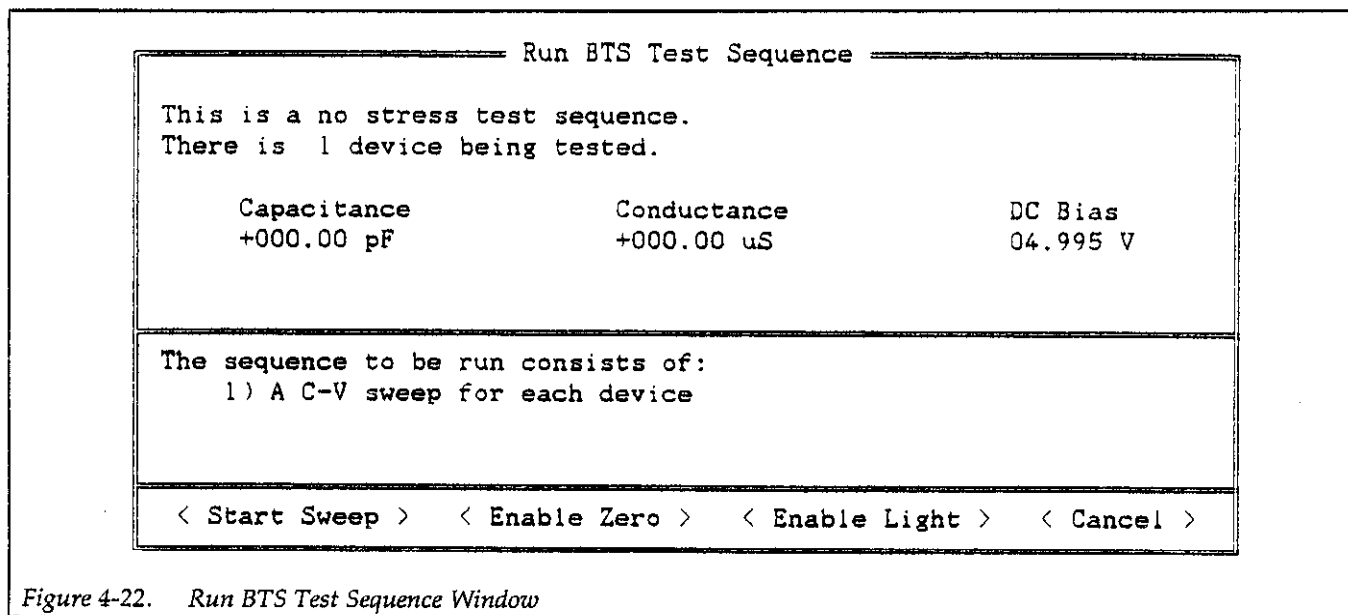 Run BTS Test Sequence
This is a no stress test sequence.
There is 1 device being tested.
Capacitance Conductance DC Bias
+000.00 pF +000.00 uS 04.995 V
The sequence to be run consists of:
1) A C-V sweep for each device
< Start Sweep > < Enable Zero > < Enable Light > < Cancel >
Figure 4-22. Run BTS Test Sequence Window